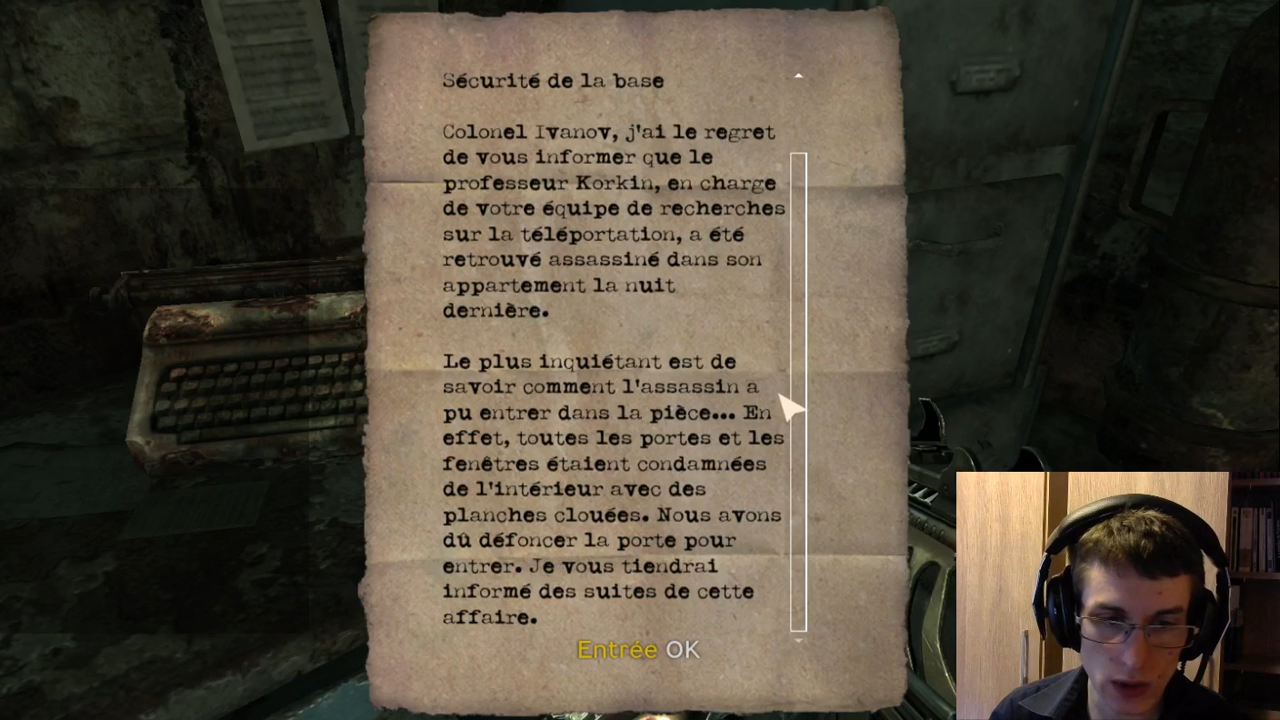 Sécurité de la base
Colonel Ivanov, j'ai le regret
de vous informer que le
professeur Korkin, en charge
de votre équipe de recherches
sur la téléportation, a été
retrouvé assassiné dans son
appartement la nuit
dernière.
Le plus inquiétant est de
savoir comment l'assassin a
pu entrer dans la pièce... En
effet, toutes les portes et les
fenêtres étaient condamnées
de l'intérieur avec des
planches clouées. Nous avons
dû défoncer la porte pour
entrer. Je vous tiendrai
informé des suites de cette
affaire.
Entrée OK